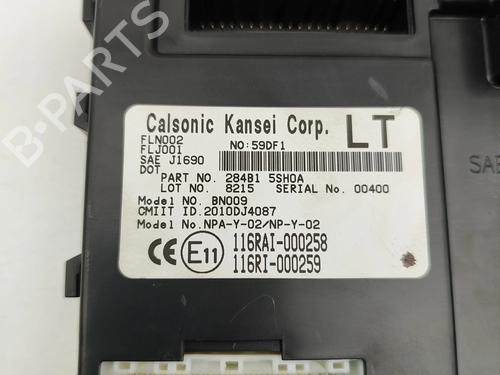 Calsonic Kansei Corp. LT
FLN002
FLJ001
NO:59DF1
SAE J1690
DOT
PART NO. 284B1 5SH0A
LOT NO. 8215 SERIAL NO. 00400
Model NO. BN009
CMIIT ID.2010DJ4087
Model No.NPA-Y-02/NP-Y-02
CE E11 116RAI-000258
116RI-000259
SAE
B-Parts